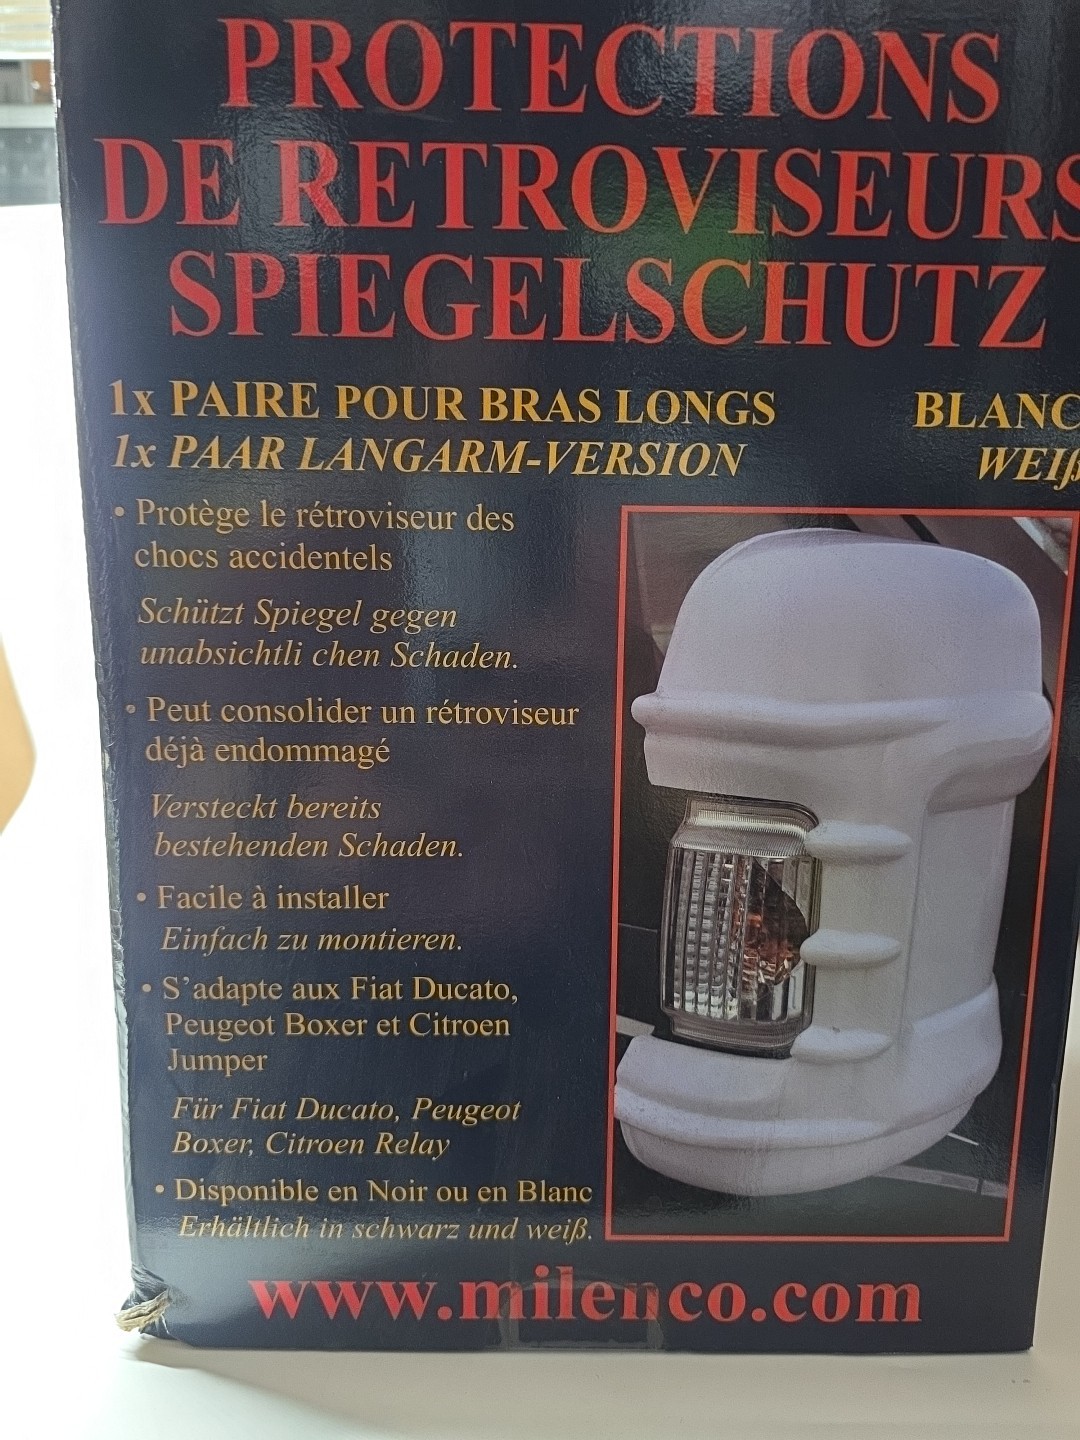 PROTECTIONS
DE RETROVISEURS
SPIEGELSCHUTZ
1x PAIRE POUR BRAS LONGS BLANC
1x PAAR LANGARM-VERSION WEIß
• Protège le rétroviseur des
chocs accidentels
Schützt Spiegel gegen
unabsichtli chen Schaden.
• Peut consolider un rétroviseur
déjà endommagé
Versteckt bereits
bestehenden Schaden.
• Facile à installer
Einfach zu montieren.
• S'adapte aux Fiat Ducato,
Peugeot Boxer et Citroen
Jumper
Für Fiat Ducato, Peugeot
Boxer, Citroen Relay
• Disponible en Noir ou en Blanc
Erhältlich in schwarz und weiß.
www.milenco.com